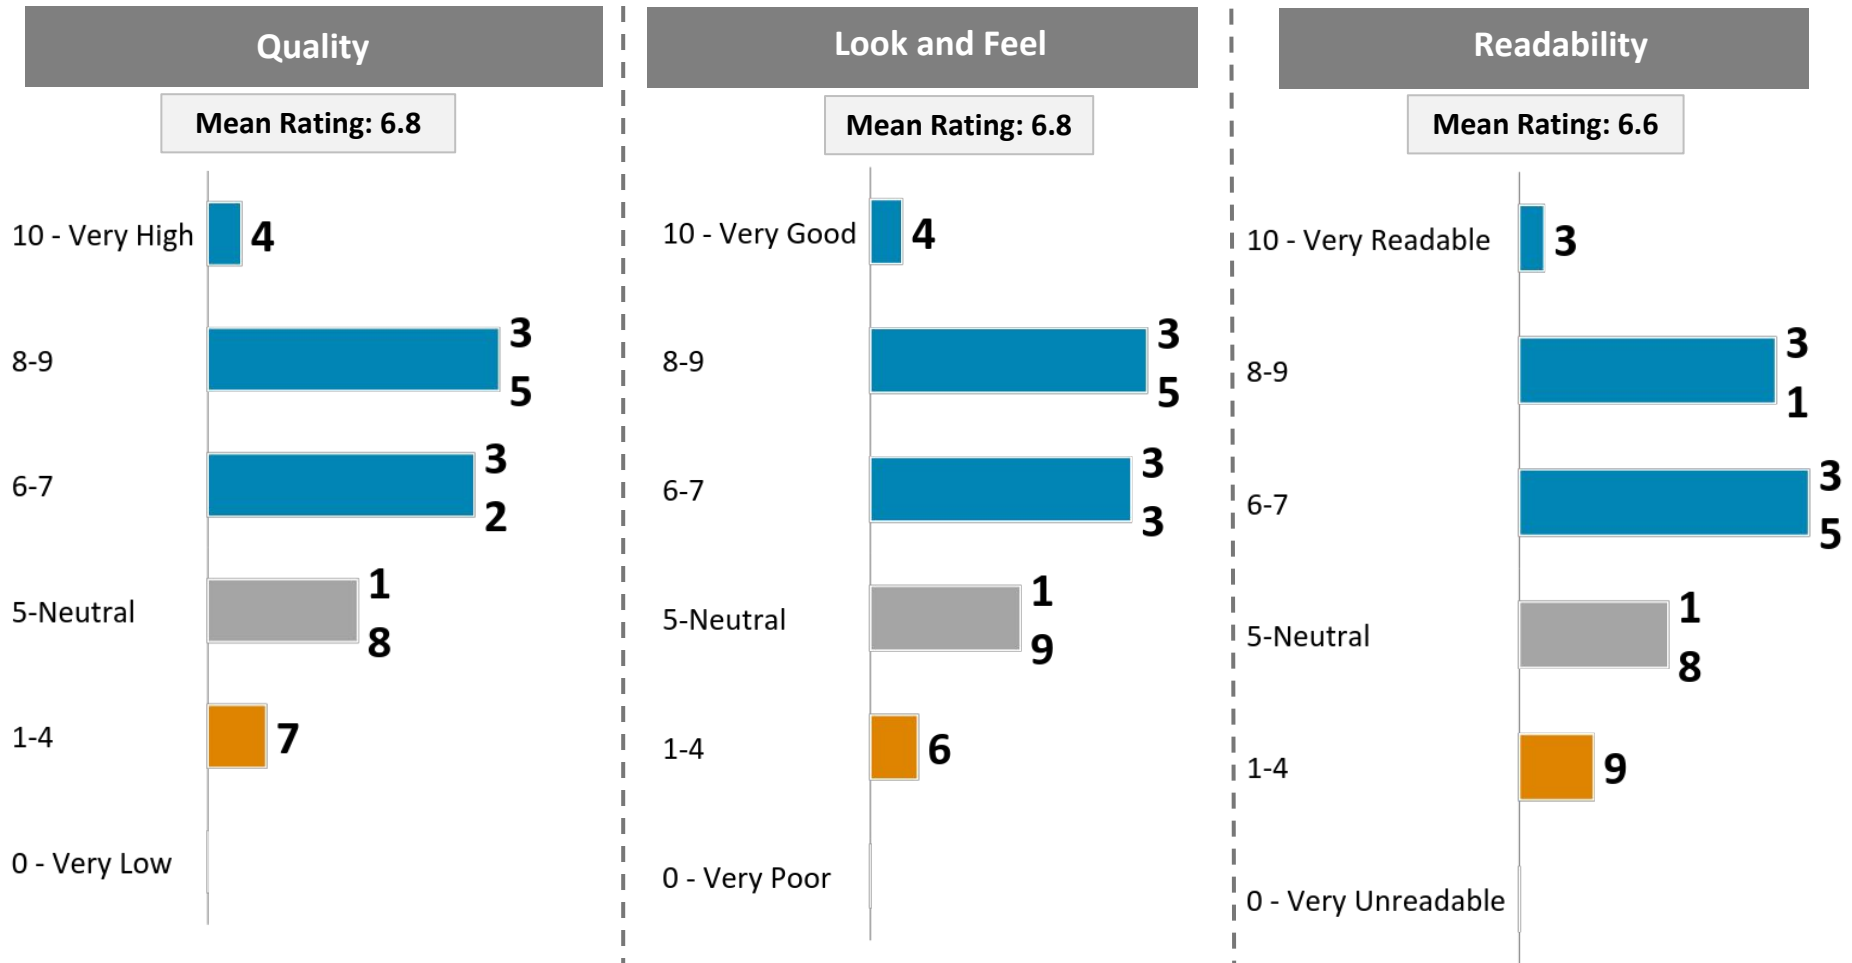 Quality
Mean Rating: 6.8
10 - Very High
4
8-9
3
5
6-7
3
2
5-Neutral
1
8
1-4
7
0 - Very Low
Look and Feel
Mean Rating: 6.8
10 - Very Good
4
8-9
3
5
6-7
3
3
5-Neutral
1
9
1-4
6
0 - Very Poor
Readability
Mean Rating: 6.6
10 - Very Readable
3
8-9
3
1
6-7
3
5
5-Neutral
1
8
1-4
9
0 - Very Unreadable